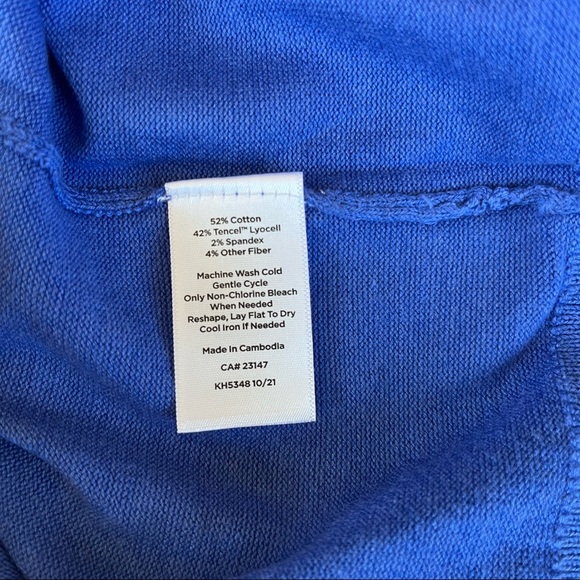 52% Cotton
42% Tencel™ Lyocell
2% Spandex
4% Other Fiber
Machine Wash Cold
Gentle Cycle
Only Non-Chlorine Bleach
When Needed
Reshape, Lay Flat To Dry
Cool Iron If Needed
Made In Cambodia
CA# 23147
KH5348 10/21